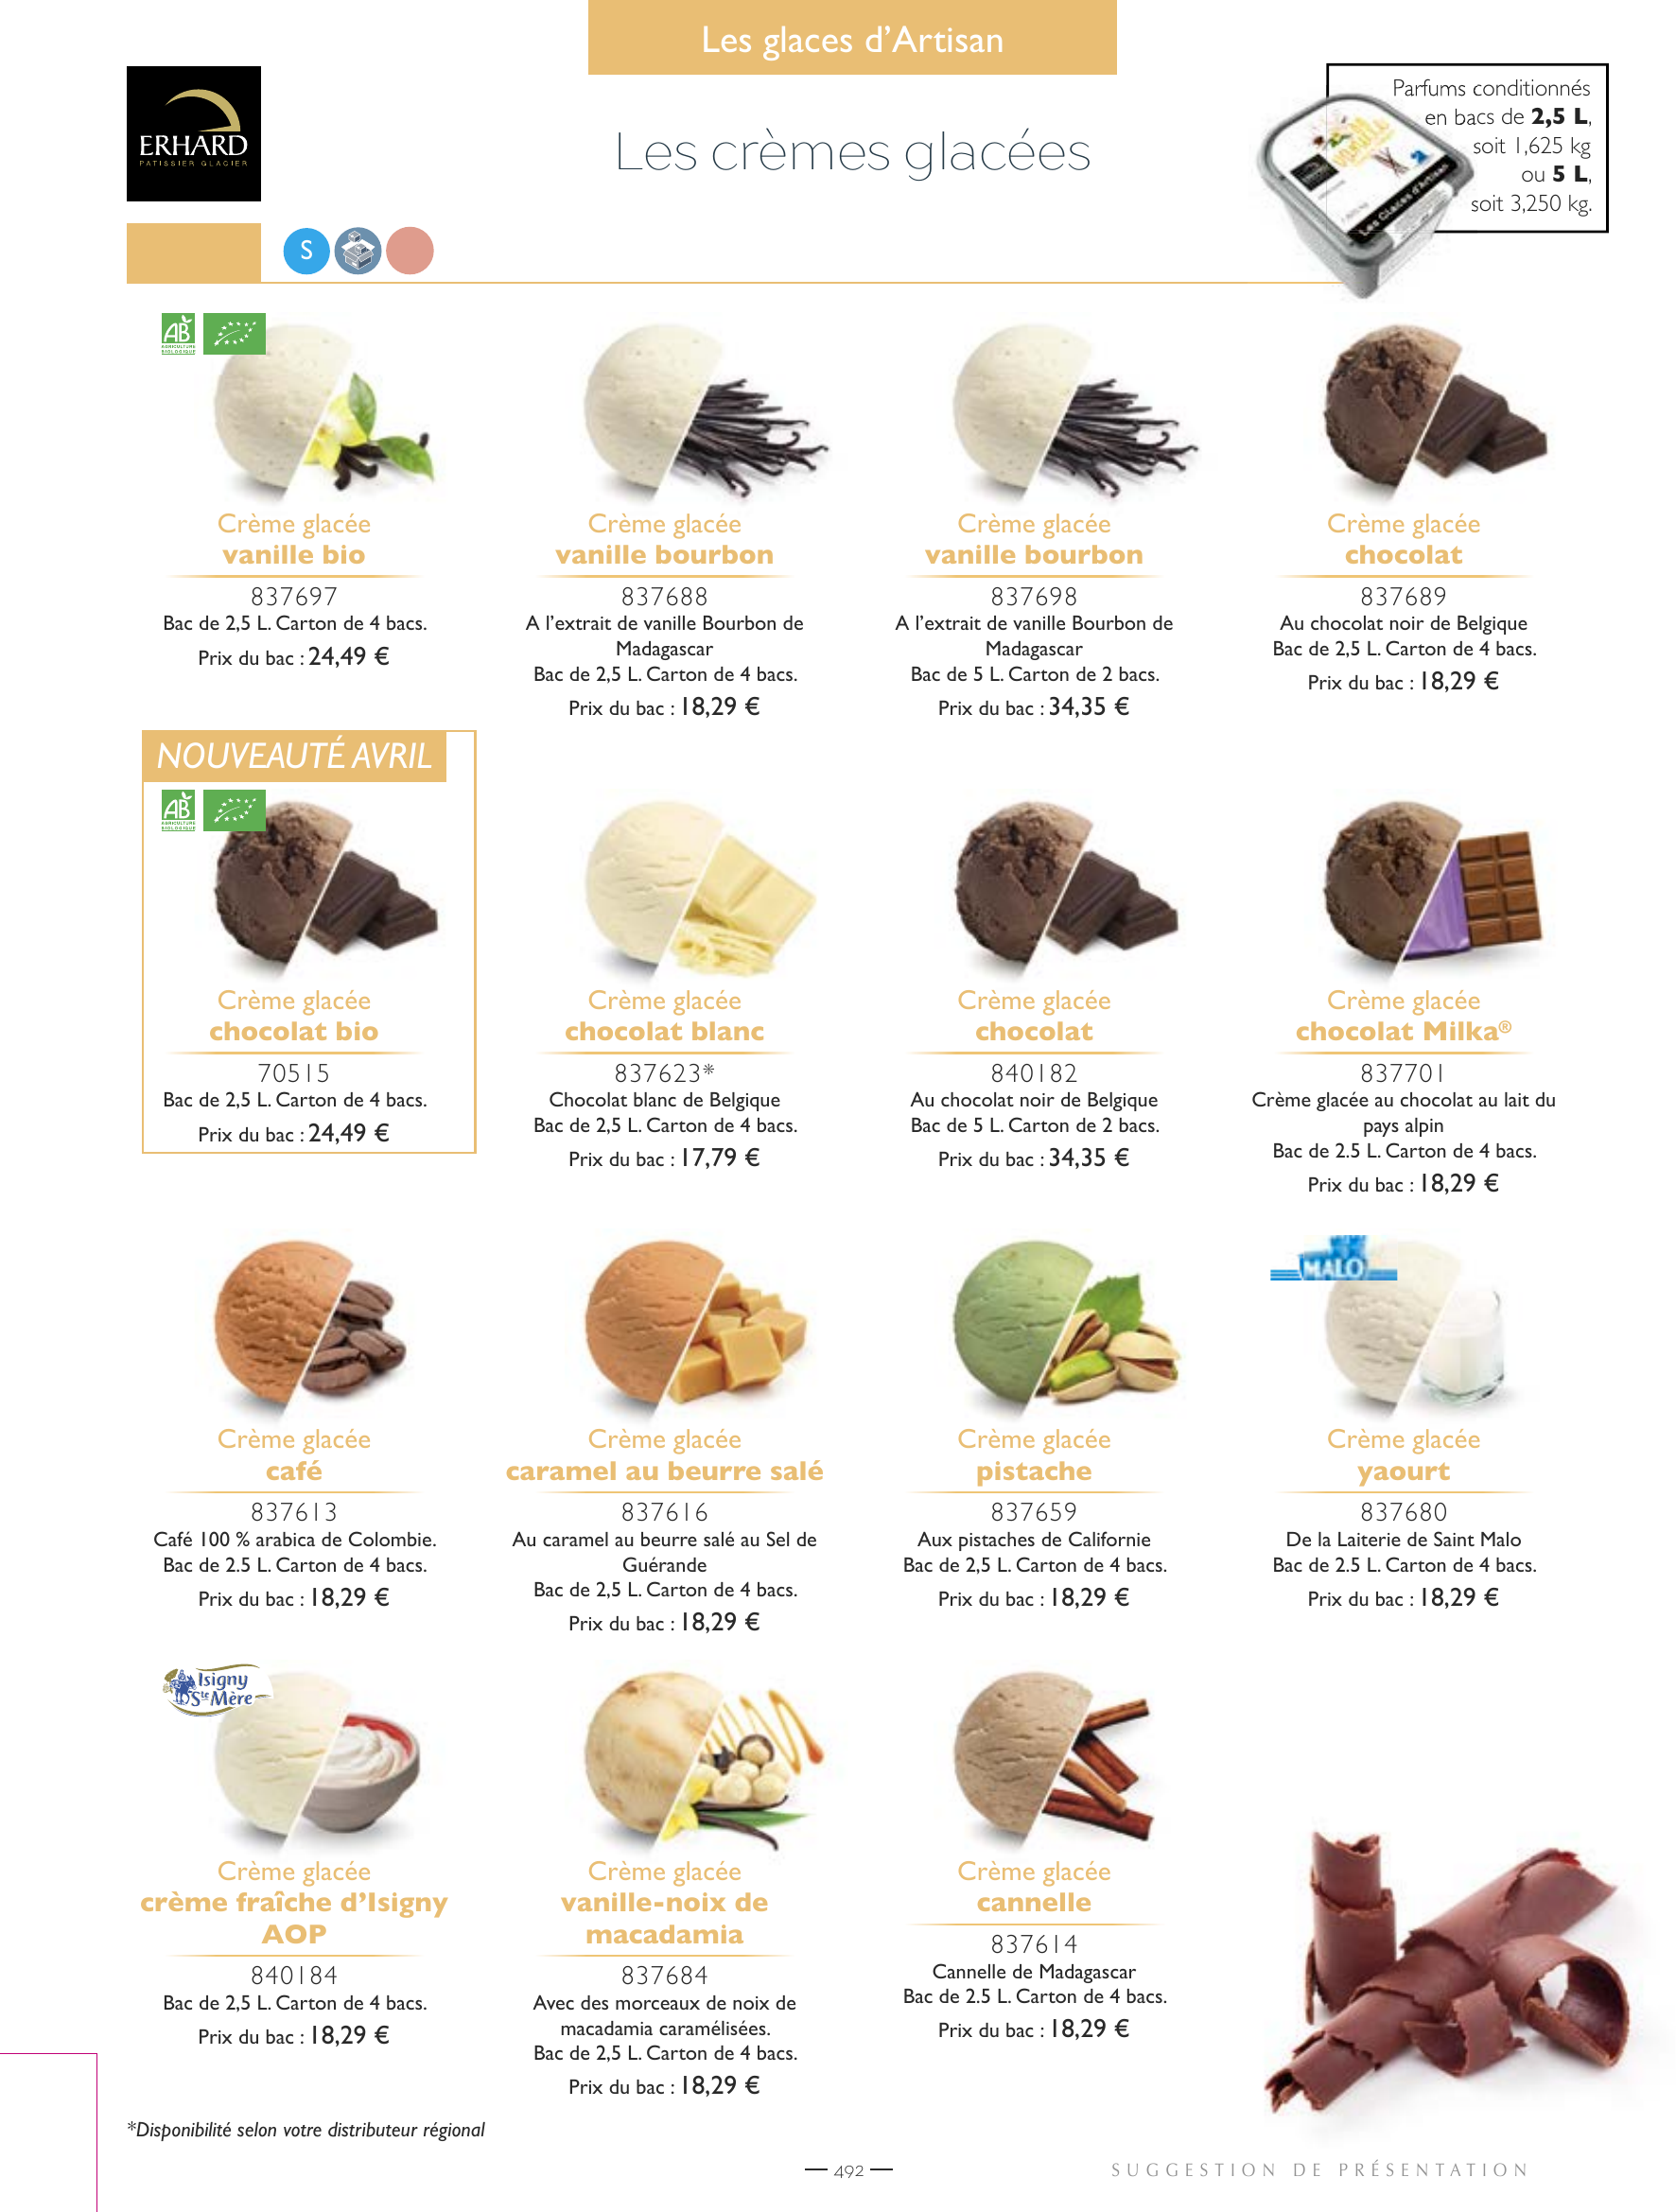 Les glaces d'Artisan
ERHARD
PATISSIER GLACIER
Les crèmes glacées
Parfums conditionnés
en bacs de 2,5 L,
soit 1,625 kg
ou 5 L,
soit 3,250 kg.
Les Glaces d'Artisan
S
AB
AGRICULTURE
BIOLOGIQUE
Crème glacée
vanille bio
837697
Bac de 2,5 L. Carton de 4 bacs.
Prix du bac : 24,49 €
Crème glacée
vanille bourbon
837688
A l'extrait de vanille Bourbon de
Madagascar
Bac de 2,5 L. Carton de 4 bacs.
Prix du bac : 18,29 €
Crème glacée
vanille bourbon
837698
A l'extrait de vanille Bourbon de
Madagascar
Bac de 5 L. Carton de 2 bacs.
Prix du bac : 34,35 €
Crème glacée
chocolat
837689
Au chocolat noir de Belgique
Bac de 2,5 L. Carton de 4 bacs.
Prix du bac : 18,29 €
NOUVEAUTÉ AVRIL
AB
AGRICULTURE
BIOLOGIQUE
Crème glacée
chocolat bio
70515
Bac de 2,5 L. Carton de 4 bacs.
Prix du bac : 24,49 €
Crème glacée
chocolat blanc
837623*
Chocolat blanc de Belgique
Bac de 2,5 L. Carton de 4 bacs.
Prix du bac : 17,79 €
Crème glacée
chocolat
840182
Au chocolat noir de Belgique
Bac de 5 L. Carton de 2 bacs.
Prix du bac : 34,35 €
Crème glacée
chocolat Milka®
837701
Crème glacée au chocolat au lait du
pays alpin
Bac de 2.5 L. Carton de 4 bacs.
Prix du bac : 18,29 €
Crème glacée
café
837613
Café 100 % arabica de Colombie.
Bac de 2.5 L. Carton de 4 bacs.
Prix du bac : 18,29 €
Crème glacée
caramel au beurre salé
837616
Au caramel au beurre salé au Sel de
Guérande
Bac de 2,5 L. Carton de 4 bacs.
Prix du bac : 18,29 €
Crème glacée
pistache
837659
Aux pistaches de Californie
Bac de 2,5 L. Carton de 4 bacs.
Prix du bac : 18,29 €
MALO
Crème glacée
yaourt
837680
De la Laiterie de Saint Malo
Bac de 2.5 L. Carton de 4 bacs.
Prix du bac : 18,29 €
Isigny
Ste Mère
Crème glacée
crème fraîche d'Isigny
AOP
840184
Bac de 2,5 L. Carton de 4 bacs.
Prix du bac : 18,29 €
Crème glacée
vanille-noix de
macadamia
837684
Avec des morceaux de noix de
macadamia caramélisées.
Bac de 2,5 L. Carton de 4 bacs.
Prix du bac : 18,29 €
Crème glacée
cannelle
837614
Cannelle de Madagascar
Bac de 2.5 L. Carton de 4 bacs.
Prix du bac : 18,29 €
*Disponibilité selon votre distributeur régional
— 492 —
SUGGESTION DE PRÉSENTATION